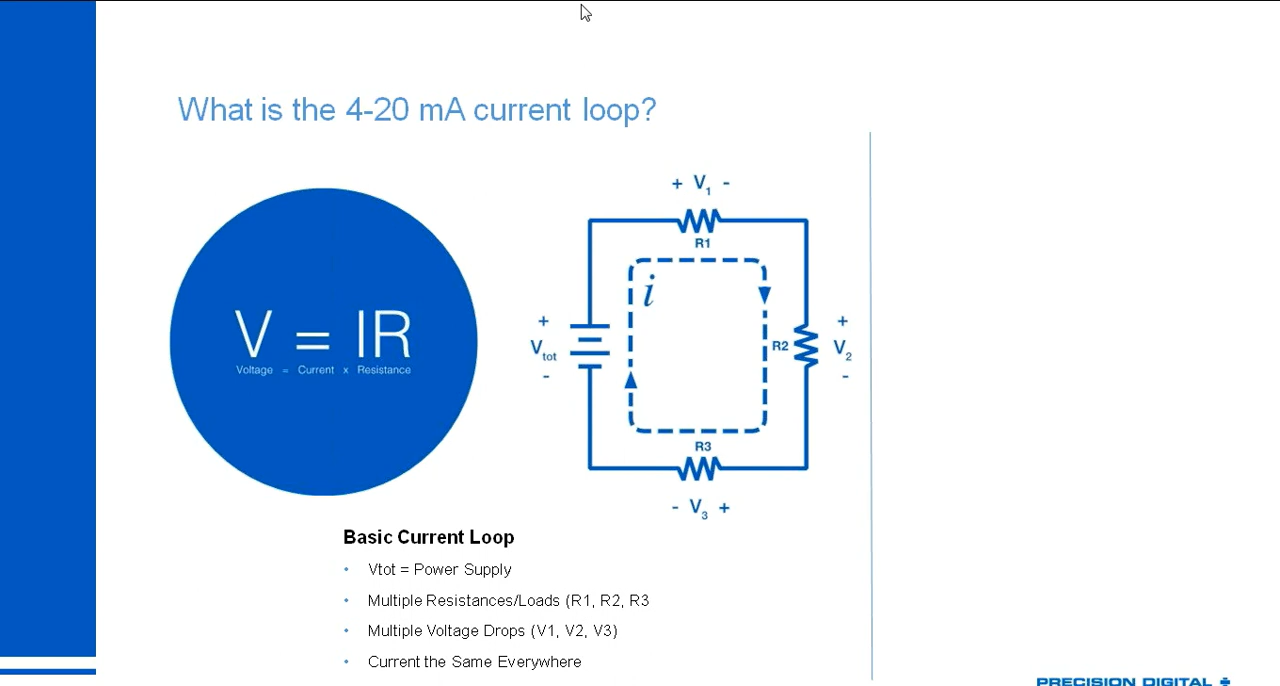 What is the 4-20 mA current loop?
+ V1 -
R1
i
V = IR
Voltage = Current x Resistance
+
Vtot
-
R2
+
V2
-
R3
- V3 +
Basic Current Loop
• Vtot = Power Supply
• Multiple Resistances/Loads (R1, R2, R3
• Multiple Voltage Drops (V1, V2, V3)
• Current the Same Everywhere
PRECISION DIGITAL